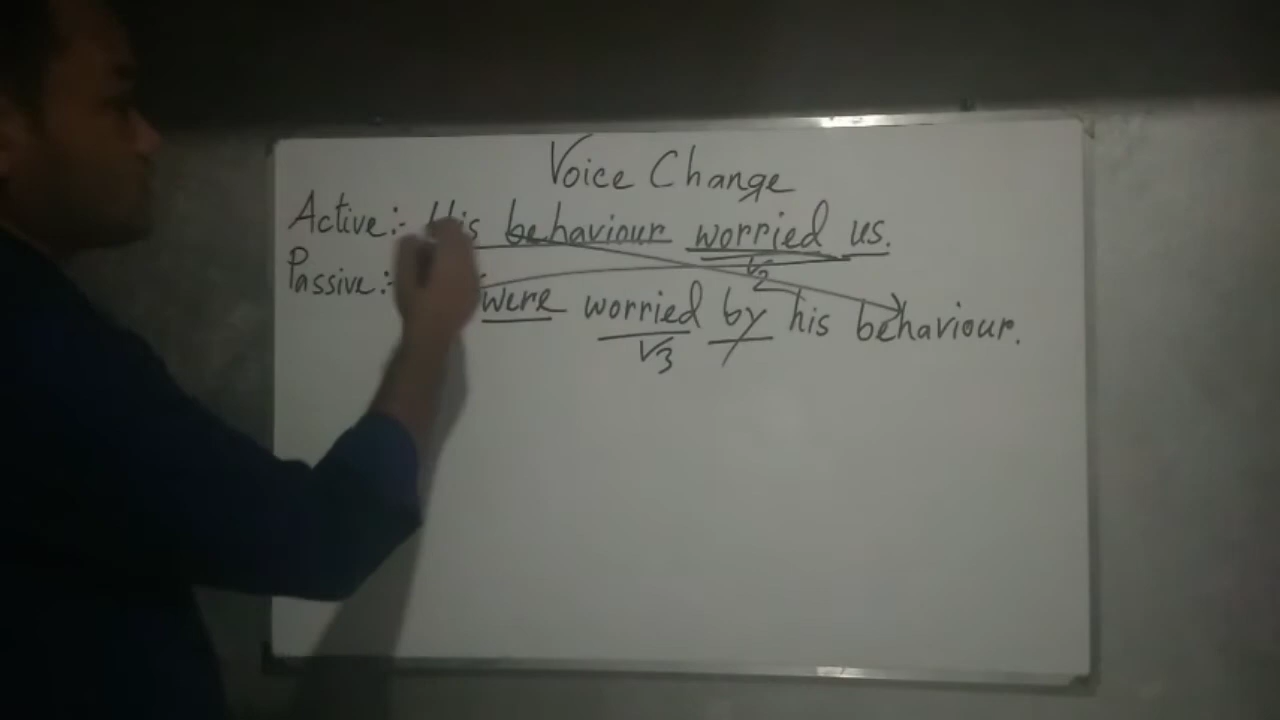 Voice Change
Active:- His behaviour worried us.
V2
Passive:- were worried by his behaviour.
V3